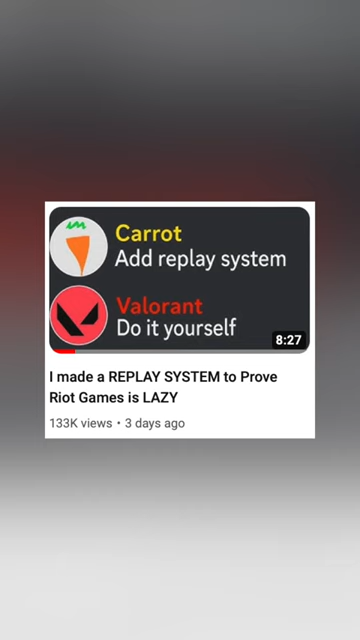 Carrot
Add replay system
Valorant
Do it yourself
8:27
I made a REPLAY SYSTEM to Prove
Riot Games is LAZY
133K views • 3 days ago